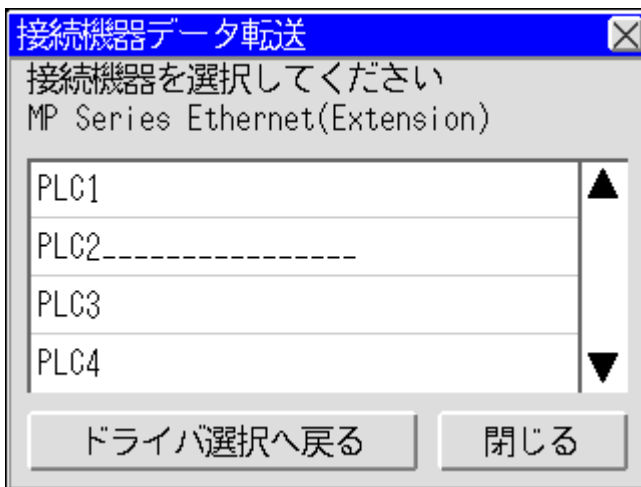 接続機器データ転送
接続機器を選択してください
MP Series Ethernet(Extension)
PLC1
PLC2________________
PLC3
PLC4
ドライバ選択へ戻る
閉じる